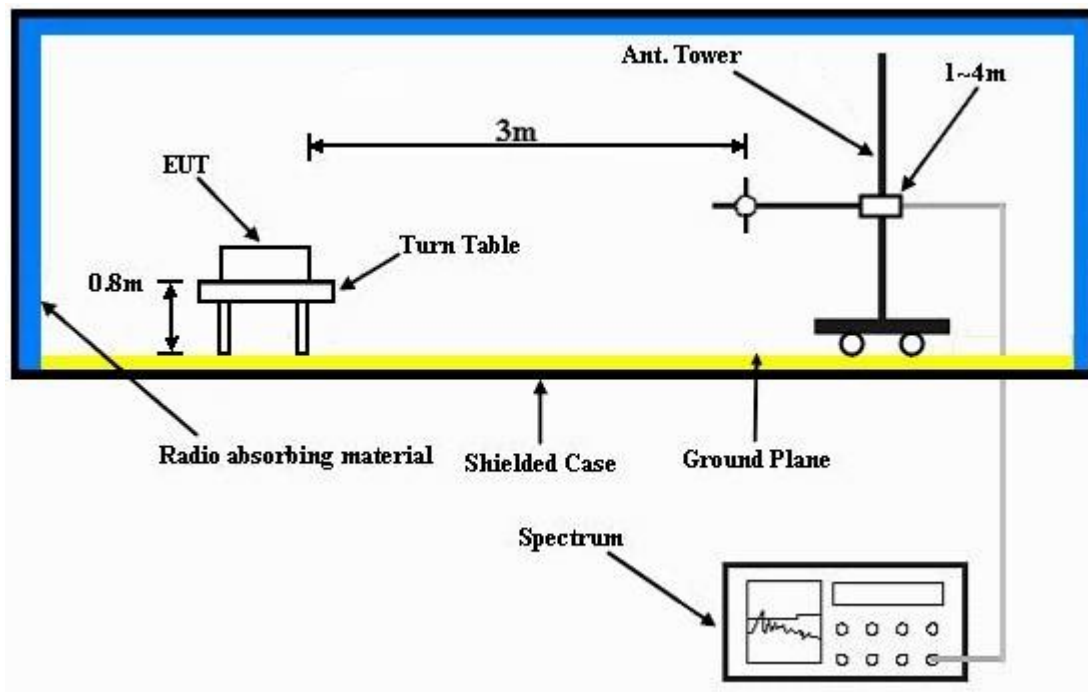 Ant. Tower
1~4m
3m
EUT
Turn Table
0.8m
Radio absorbing material
Shielded Case
Ground Plane
Spectrum